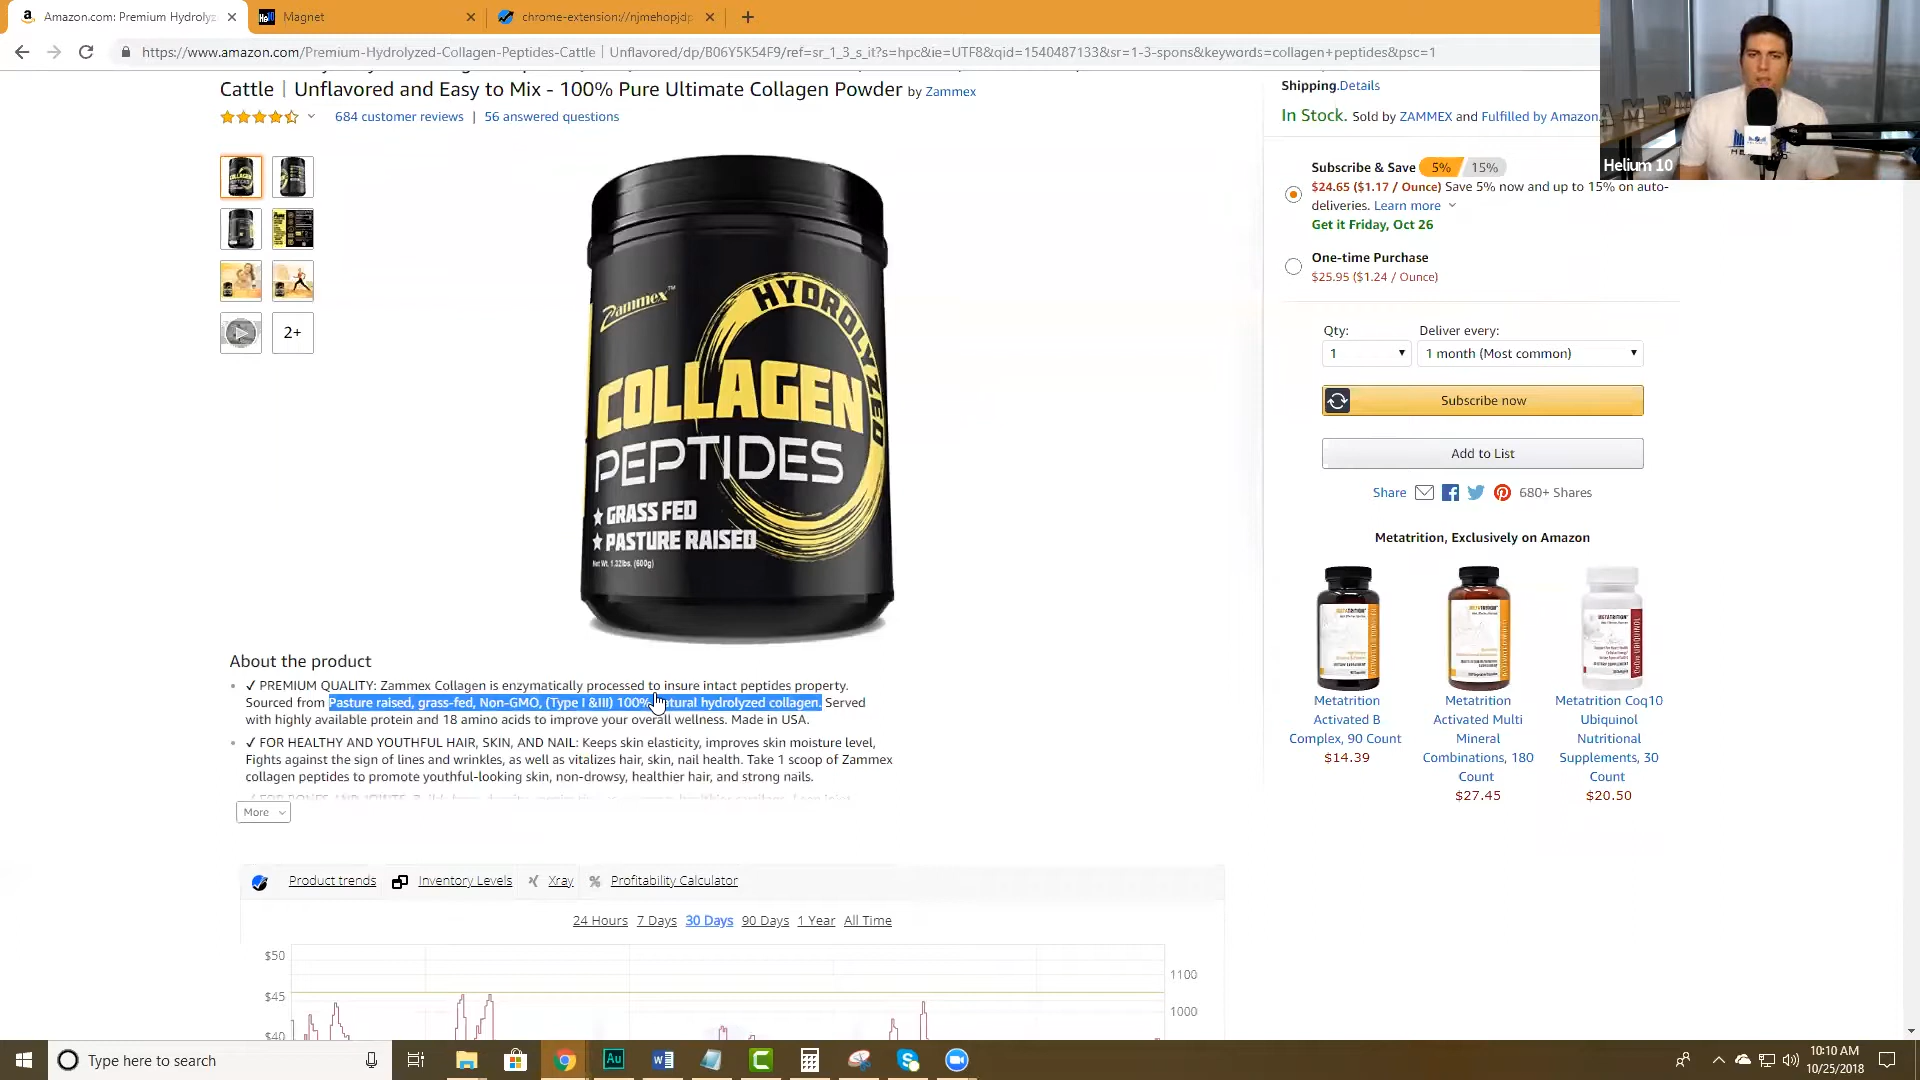 Amazon.com: Premium Hydrolyz
Magnet
chrome-extension://njmehopjdp
https://www.amazon.com/Premium-Hydrolyzed-Collagen-Peptides-Cattle｜Unflavored/dp/B06Y5K54F9/ref=sr_1_3_s_it?s=hpc&ie=UTF8&qid=1540487133&sr=1-3-spons&keywords=collagen+peptides&psc=1
Cattle｜Unflavored and Easy to Mix - 100% Pure Ultimate Collagen Powder by Zammex
684 customer reviews | 56 answered questions
2+
Zammex™
HYDROLYZED
COLLAGEN
PEPTIDES
★ GRASS FED
★ PASTURE RAISED
Net Wt. 1.32lbs. (600g)
Shipping. Details
In Stock. Sold by ZAMMEX and Fulfilled by Amazon.
Helium 10
Subscribe & Save 5% 15%
$24.65 ($1.17 / Ounce) Save 5% now and up to 15% on auto-
deliveries. Learn more
Get it Friday, Oct 26
One-time Purchase
$25.95 ($1.24 / Ounce)
Qty: Deliver every:
1 1 month (Most common)
Subscribe now
Add to List
Share 680+ Shares
Metatrition, Exclusively on Amazon
Metatrition
Activated B
Complex, 90 Count
$14.39
Metatrition
Activated Multi
Mineral
Combinations, 180
Count
$27.45
Metatrition Coq10
Ubiquinol
Nutritional
Supplements, 30
Count
$20.50
About the product
✓ PREMIUM QUALITY: Zammex Collagen is enzymatically processed to insure intact peptides property.
Sourced from Pasture raised, grass-fed, Non-GMO, (Type I &III) 100% natural hydrolyzed collagen. Served
with highly available protein and 18 amino acids to improve your overall wellness. Made in USA.
✓ FOR HEALTHY AND YOUTHFUL HAIR, SKIN, AND NAIL: Keeps skin elasticity, improves skin moisture level,
Fights against the sign of lines and wrinkles, as well as vitalizes hair, skin, nail health. Take 1 scoop of Zammex
collagen peptides to promote youthful-looking skin, non-drowsy, healthier hair, and strong nails.
More
Product trends Inventory Levels Xray Profitability Calculator
24 Hours 7 Days 30 Days 90 Days 1 Year All Time
$50
1100
$45
1000
$40
Type here to search
10:10 AM
10/25/2018